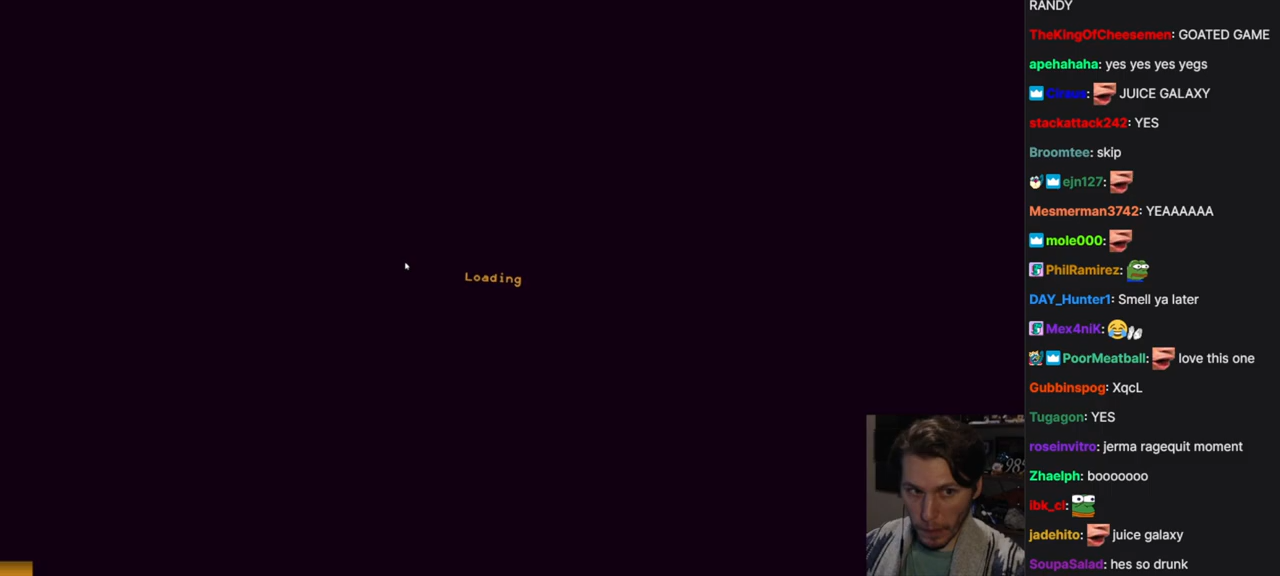 RANDY
TheKingOfCheesemen: GOATED GAME
apehahaha: yes yes yes yegs
Cirsus: JUICE GALAXY
stackattack242: YES
Broomtee: skip
ejn127:
Mesmerman3742: YEAAAAAA
mole000:
PhilRamirez:
DAY_Hunter1: Smell ya later
Mex4niK:
PoorMeatball: love this one
Gubbinspog: XqcL
Tugagon: YES
roseinvitro: jerma ragequit moment
Zhaelph: booooooo
ibk_cl:
jadehito: juice galaxy
SoupaSalad: hes so drunk
Loading